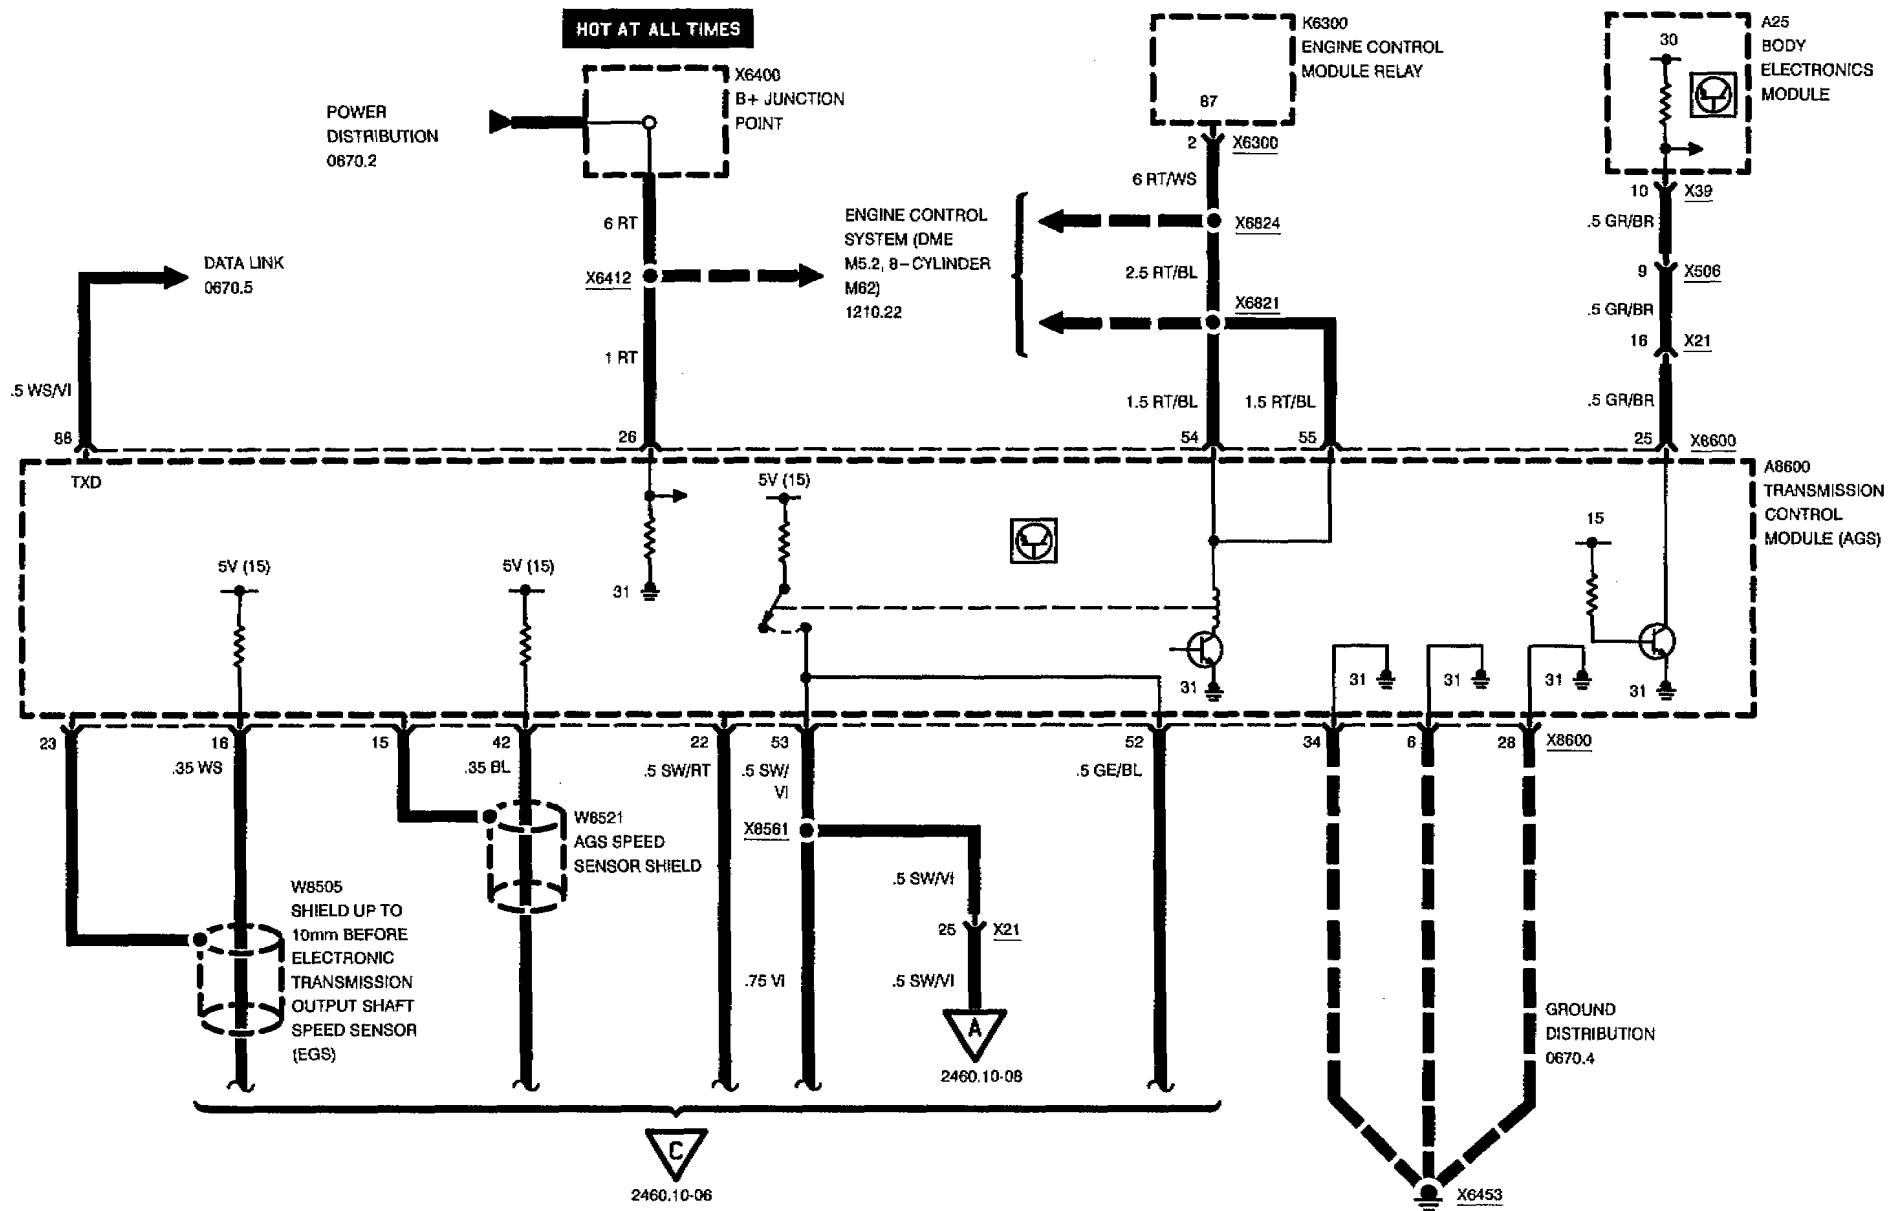 HOT AT ALL TIMES
X6400
B+ JUNCTION
POINT
POWER
DISTRIBUTION
0670.2
K6300
ENGINE CONTROL
MODULE RELAY
87
2
X6300
6 RT/WS
A25
BODY
ELECTRONICS
MODULE
30
10
X39
.5 GR/BR
9
X506
.5 GR/BR
16
X21
.5 GR/BR
25
X8600
DATA LINK
0670.5
.5 WS/VI
88
6 RT
X6412
1 RT
26
ENGINE CONTROL
SYSTEM (DME
M5.2, 8-CYLINDER
M62)
1210.22
X6824
2.5 RT/BL
X6821
1.5 RT/BL
1.5 RT/BL
54
55
TXD
A8600
TRANSMISSION
CONTROL
MODULE (AGS)
5V (15)
5V (15)
5V (15)
15
31
31
31
31
31
31
23
16
15
42
22
53
52
34
6
28
X8600
.35 WS
.35 BL
.5 SW/RT
.5 SW/
VI
.5 GE/BL
W8521
AGS SPEED
SENSOR SHIELD
X8561
.5 SW/VI
25
X21
.75 VI
.5 SW/VI
A
2460.10-08
W8505
SHIELD UP TO
10mm BEFORE
ELECTRONIC
TRANSMISSION
OUTPUT SHAFT
SPEED SENSOR
(EGS)
GROUND
DISTRIBUTION
0670.4
C
2460.10-06
X6453